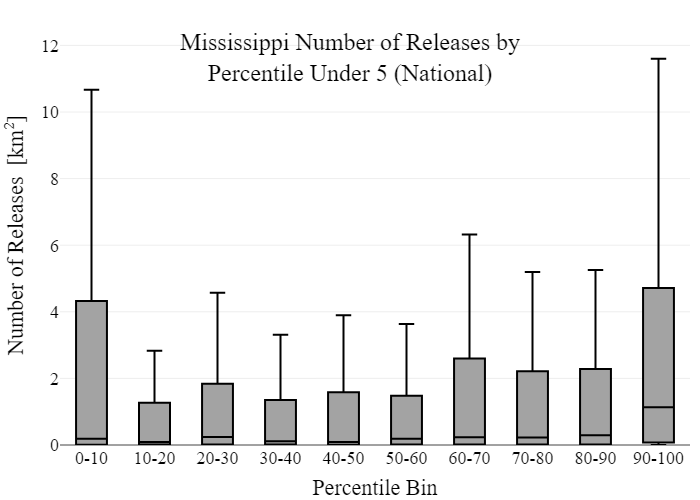 Mississippi Number of Releases by
Percentile Under 5 (National)
Number of Releases [km²]
12
10
8
6
4
2
0
0-10 10-20 20-30 30-40 40-50 50-60 60-70 70-80 80-90 90-100
Percentile Bin